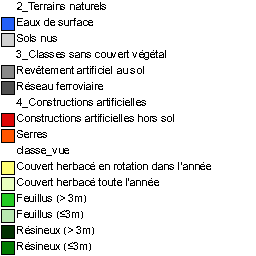 2_Terrains naturels
Eaux de surface
Sols nus
3_Classes sans couvert végétal
Revêtement artificiel au sol
Réseau ferroviaire
4_Constructions artificielles
Constructions artificielles hors sol
Serres
classe_vue
Couvert herbacé en rotation dans l'année
Couvert herbacé toute l'année
Feuillus (> 3m)
Feuillus (≤3m)
Résineux (> 3m)
Résineux (≤3m)